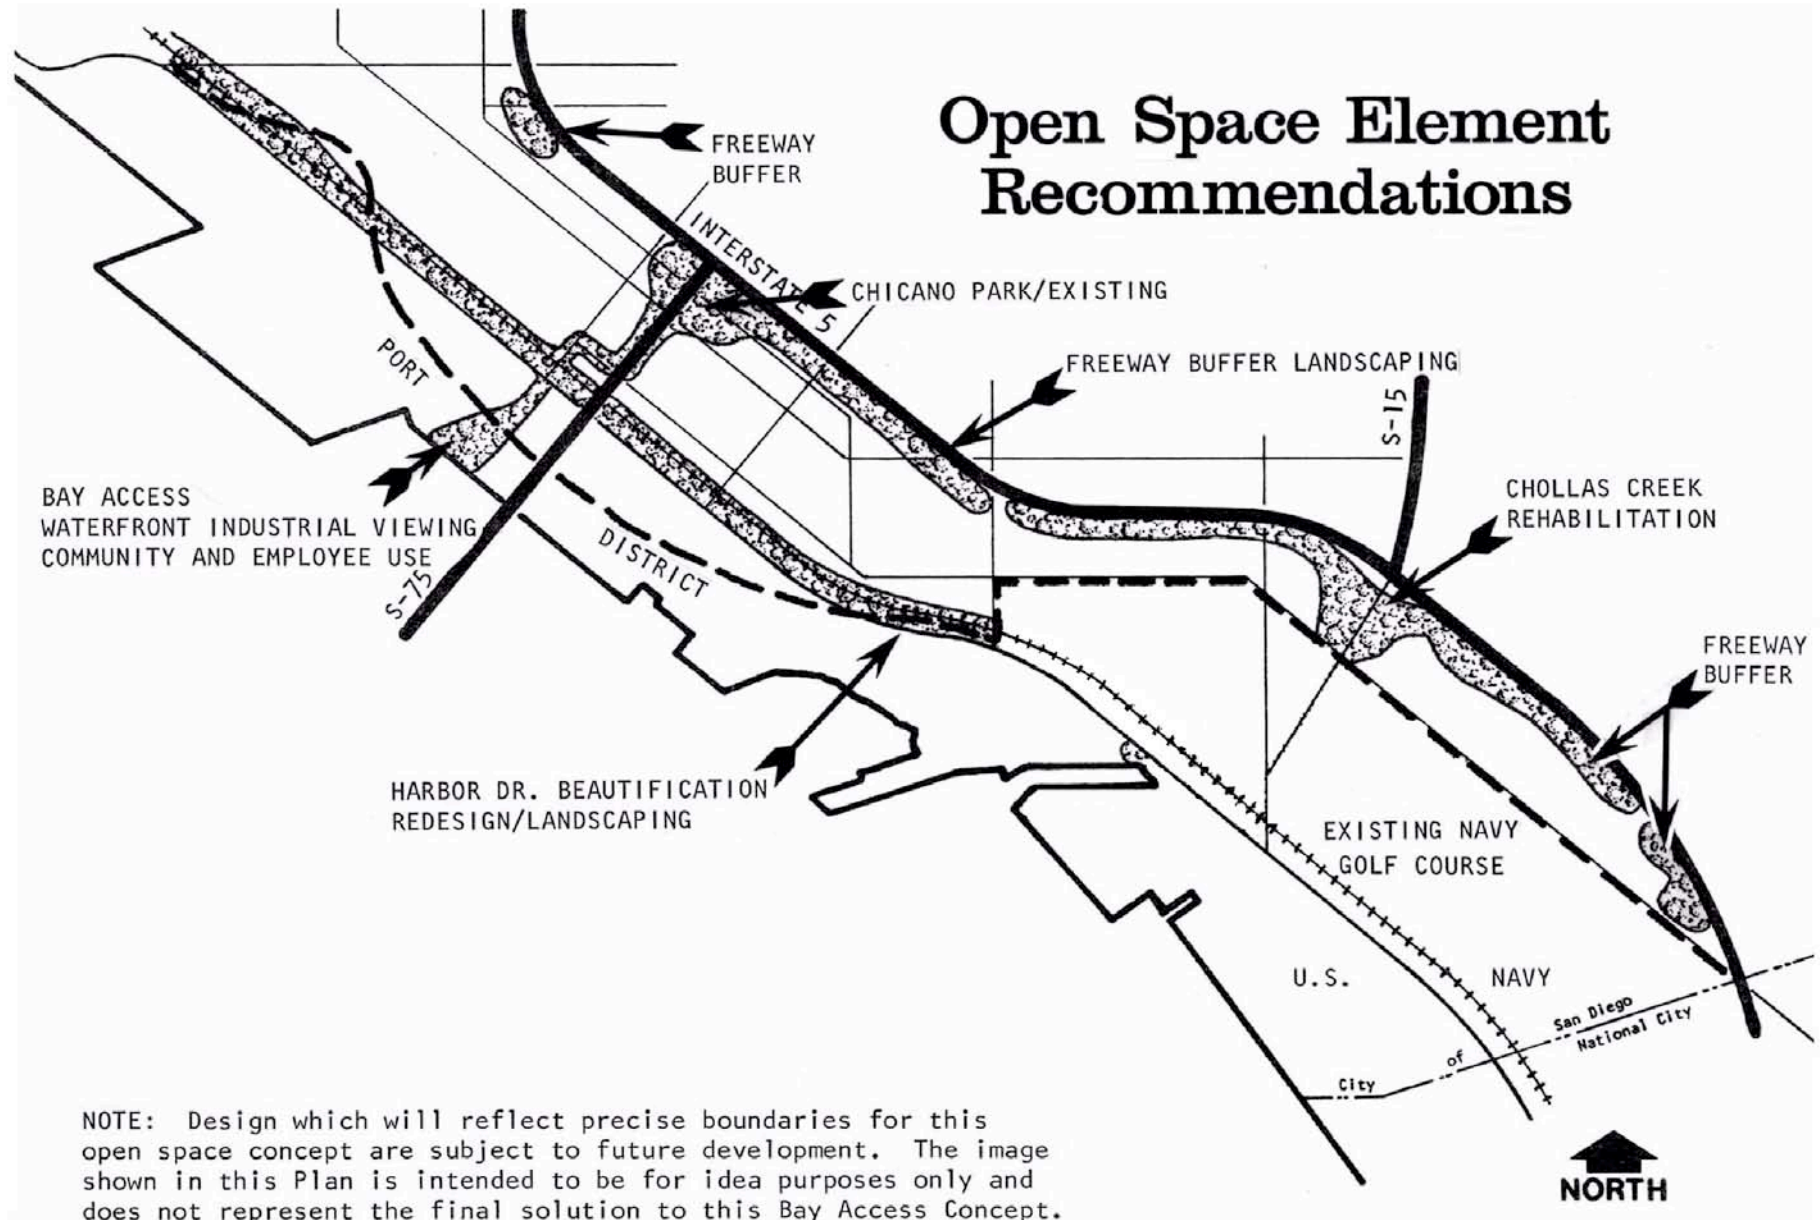 Open Space Element
Recommendations
FREEWAY
BUFFER
INTERSTATE 5
CHICANO PARK/EXISTING
FREEWAY BUFFER LANDSCAPING
S-15
PORT
DISTRICT
BAY ACCESS
WATERFRONT INDUSTRIAL VIEWING
COMMUNITY AND EMPLOYEE USE
S-75
CHOLLAS CREEK
REHABILITATION
FREEWAY
BUFFER
HARBOR DR. BEAUTIFICATION
REDESIGN/LANDSCAPING
EXISTING NAVY
GOLF COURSE
U.S. NAVY
San Diego
City of National City
NOTE: Design which will reflect precise boundaries for this
open space concept are subject to future development. The image
shown in this Plan is intended to be for idea purposes only and
does not represent the final solution to this Bay Access Concept.
NORTH